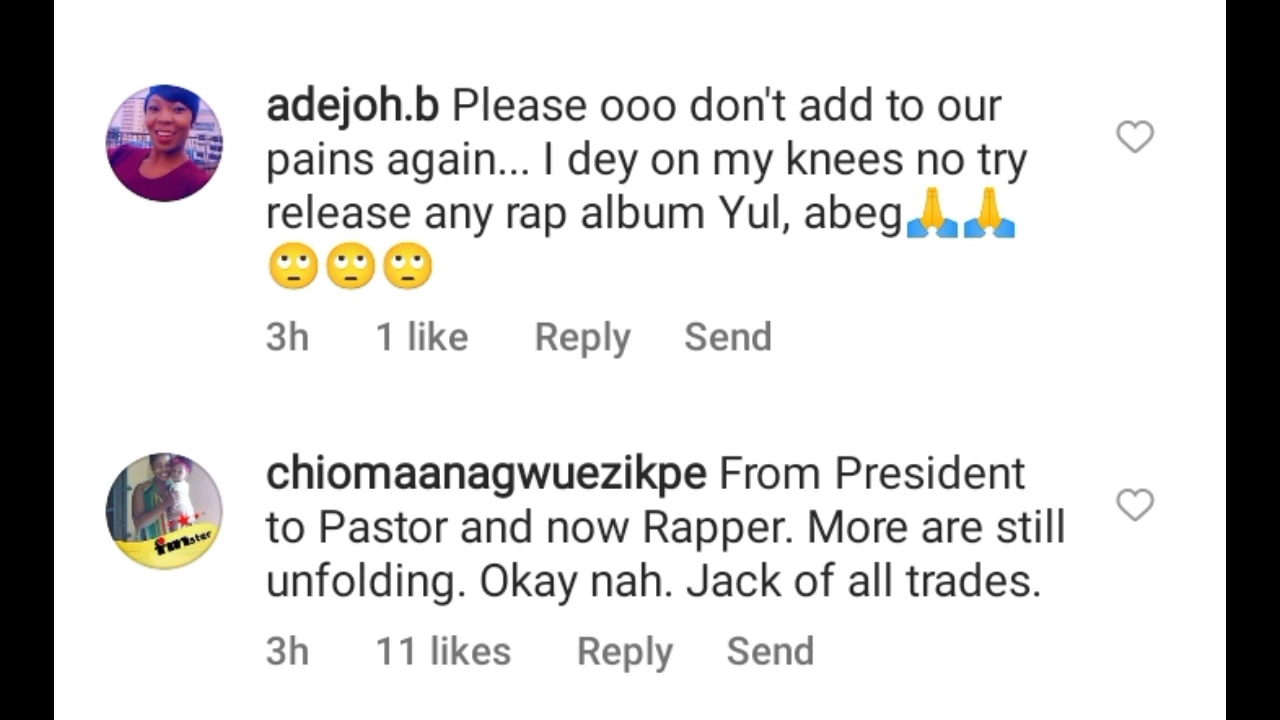 adejoh.b Please ooo don't add to our
pains again... I dey on my knees no try
release any rap album Yul, abeg🙏🙏
🙄🙄🙄
3h 1 like Reply Send
chiomaanagwuezikpe From President
to Pastor and now Rapper. More are still
unfolding. Okay nah. Jack of all trades.
3h 11 likes Reply Send